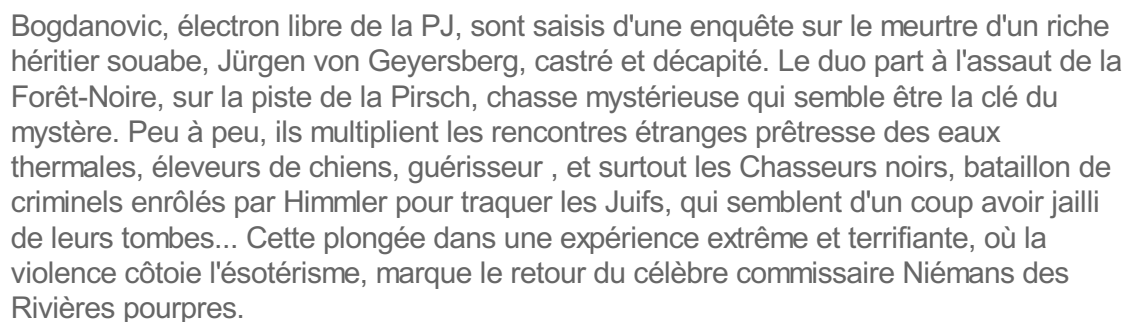 Bogdanovic, électron libre de la PJ, sont saisis d'une enquête sur le meurtre d'un riche
héritier souabe, Jürgen von Geyersberg, castré et décapité. Le duo part à l'assaut de la
Forêt-Noire, sur la piste de la Pirsch, chasse mystérieuse qui semble être la clé du
mystère. Peu à peu, ils multiplient les rencontres étranges prêtresse des eaux
thermales, éleveurs de chiens, guérisseur , et surtout les Chasseurs noirs, bataillon de
criminels enrôlés par Himmler pour traquer les Juifs, qui semblent d'un coup avoir jailli
de leurs tombes... Cette plongée dans une expérience extrême et terrifiante, où la
violence côtoie l'ésotérisme, marque le retour du célèbre commissaire Niémans des
Rivières pourpres.